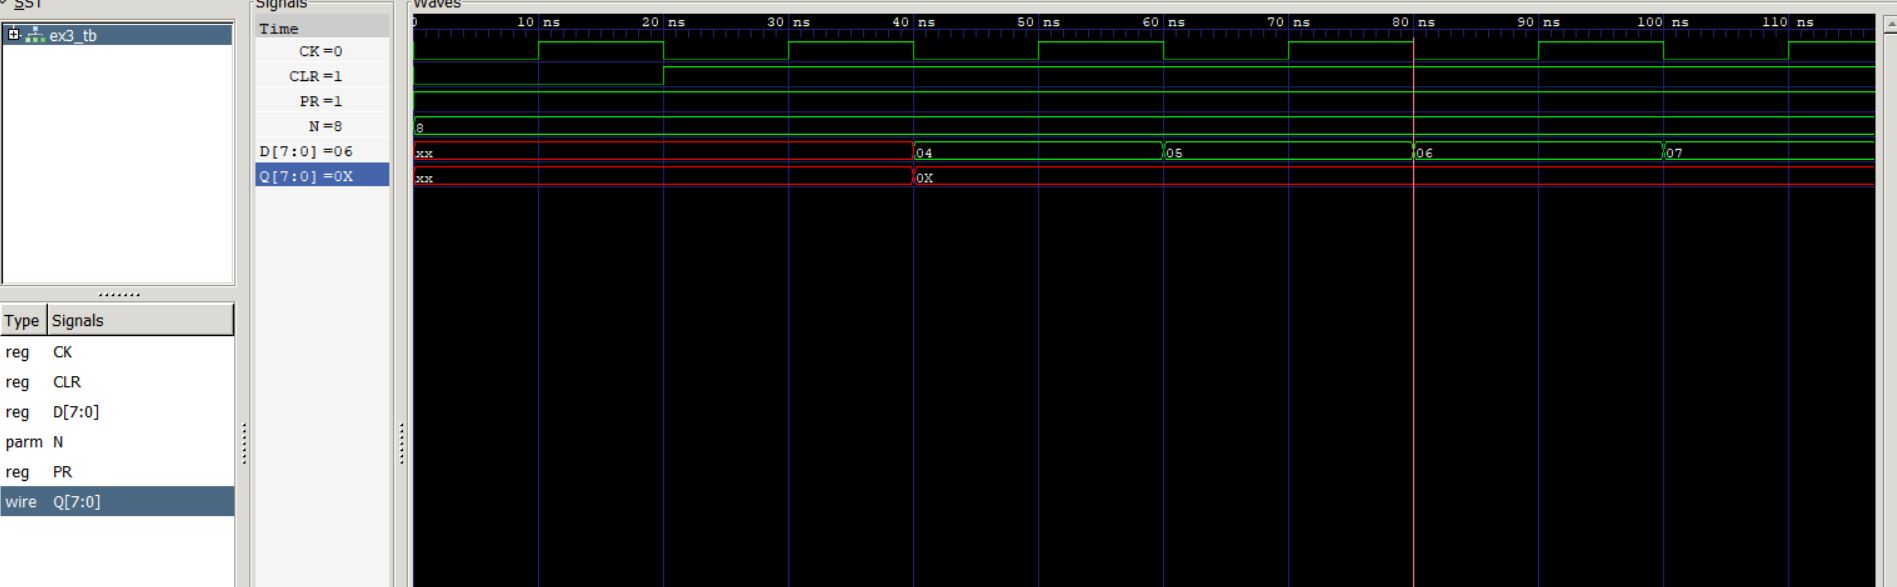 SST
ex3_tb
Type Signals
reg CK
reg CLR
reg D[7:0]
parm N
reg PR
wire Q[7:0]
Signals
Time
CK=0
CLR=1
PR=1
N=8
D[7:0]=06
Q[7:0]=0X
Waves
0 10 ns 20 ns 30 ns 40 ns 50 ns 60 ns 70 ns 80 ns 90 ns 100 ns 110 ns
8
xx 04 05 06 07
xx 0X